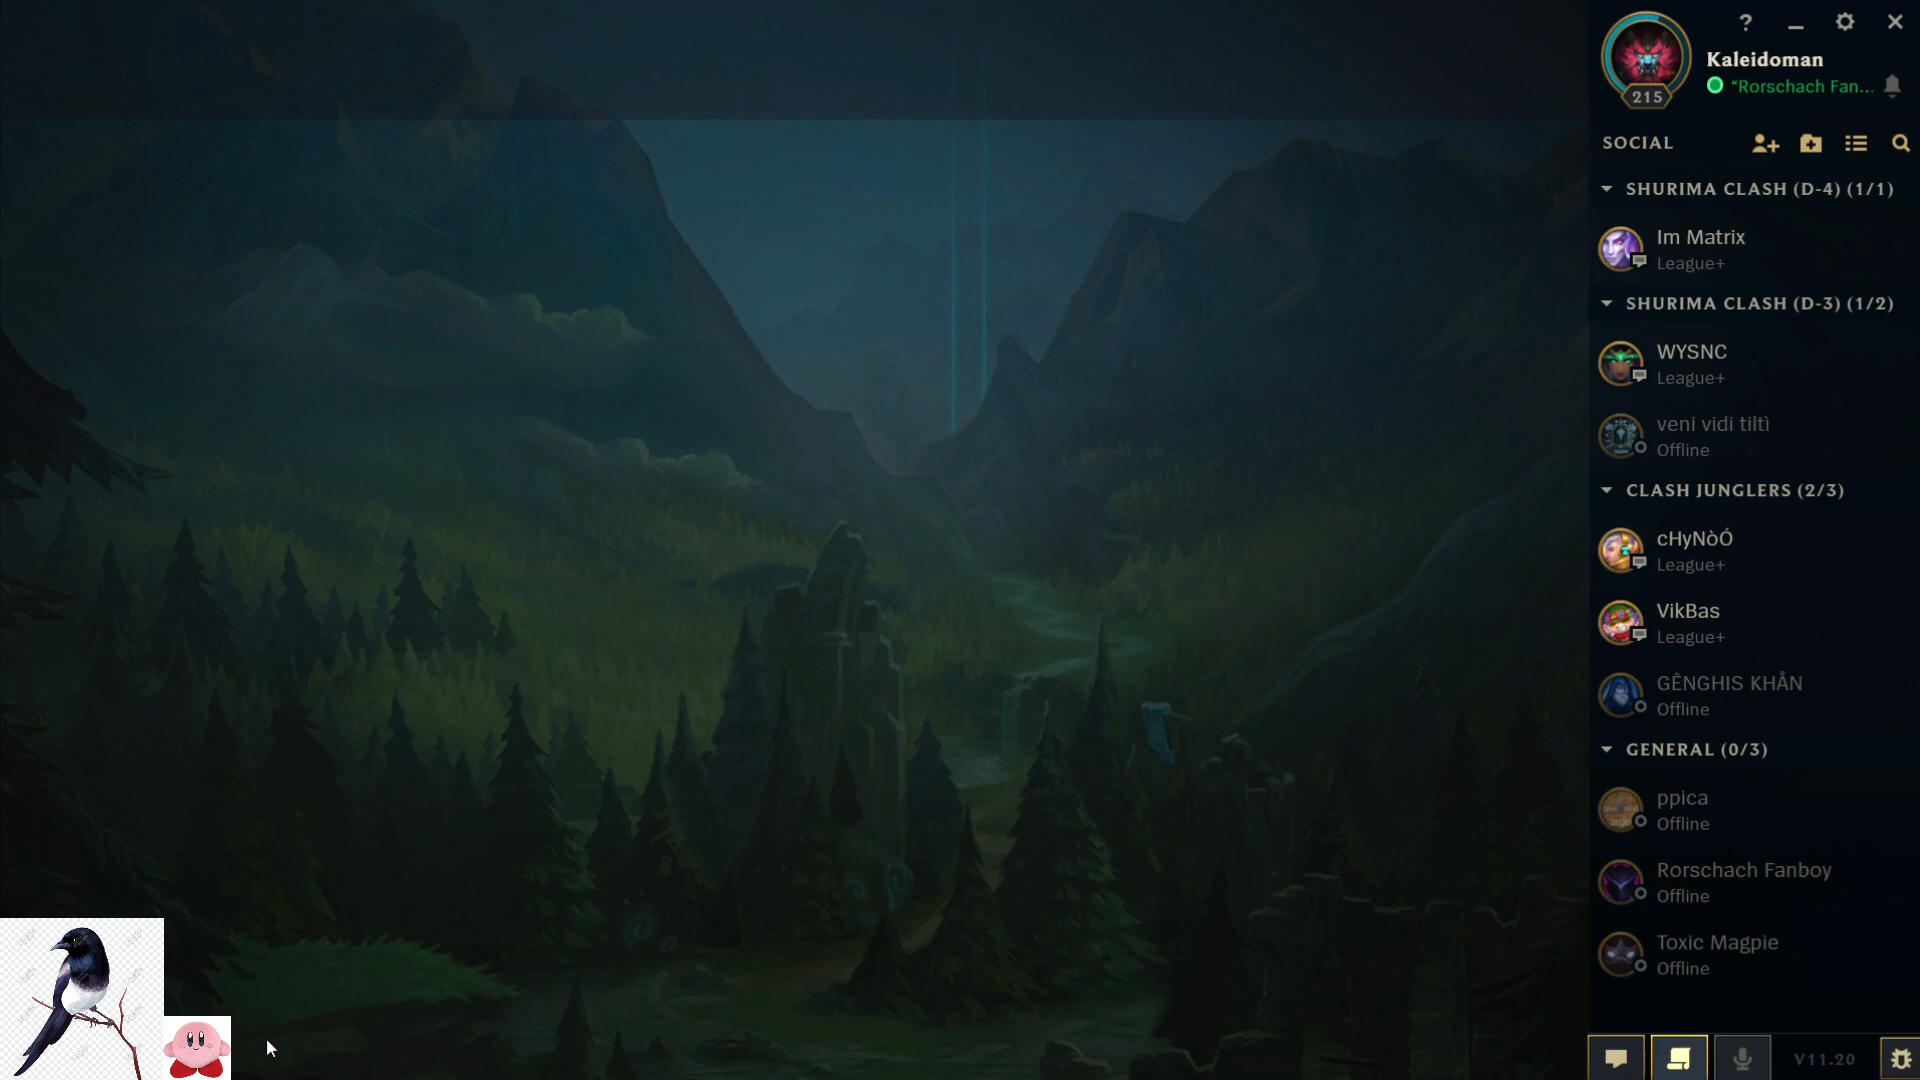 ?
Kaleidoman
"Rorschach Fan...
215
SOCIAL
SHURIMA CLASH (D-4) (1/1)
Im Matrix
League+
SHURIMA CLASH (D-3) (1/2)
WYSNC
League+
veni vidi tiltì
Offline
CLASH JUNGLERS (2/3)
cHyNòÓ
League+
VikBas
League+
GÊNGHIS KHÅN
Offline
GENERAL (0/3)
ppica
Offline
Rorschach Fanboy
Offline
Toxic Magpie
Offline
V11.20